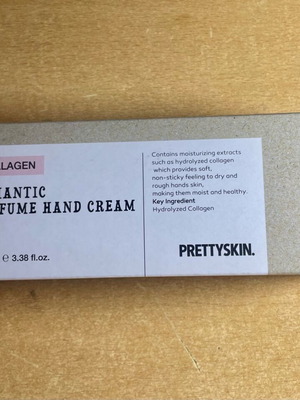 LLAGEN
ANTIC
FUME HAND CREAM
℮ 3.38 fl.oz.
Contains moisturizing extracts
such as hydrolyzed collagen
which provides soft,
non-sticky feeling to dry and
rough hands skin,
making them moist and healthy.
Key Ingredient
Hydrolyzed Collagen
PRETTYSKIN.